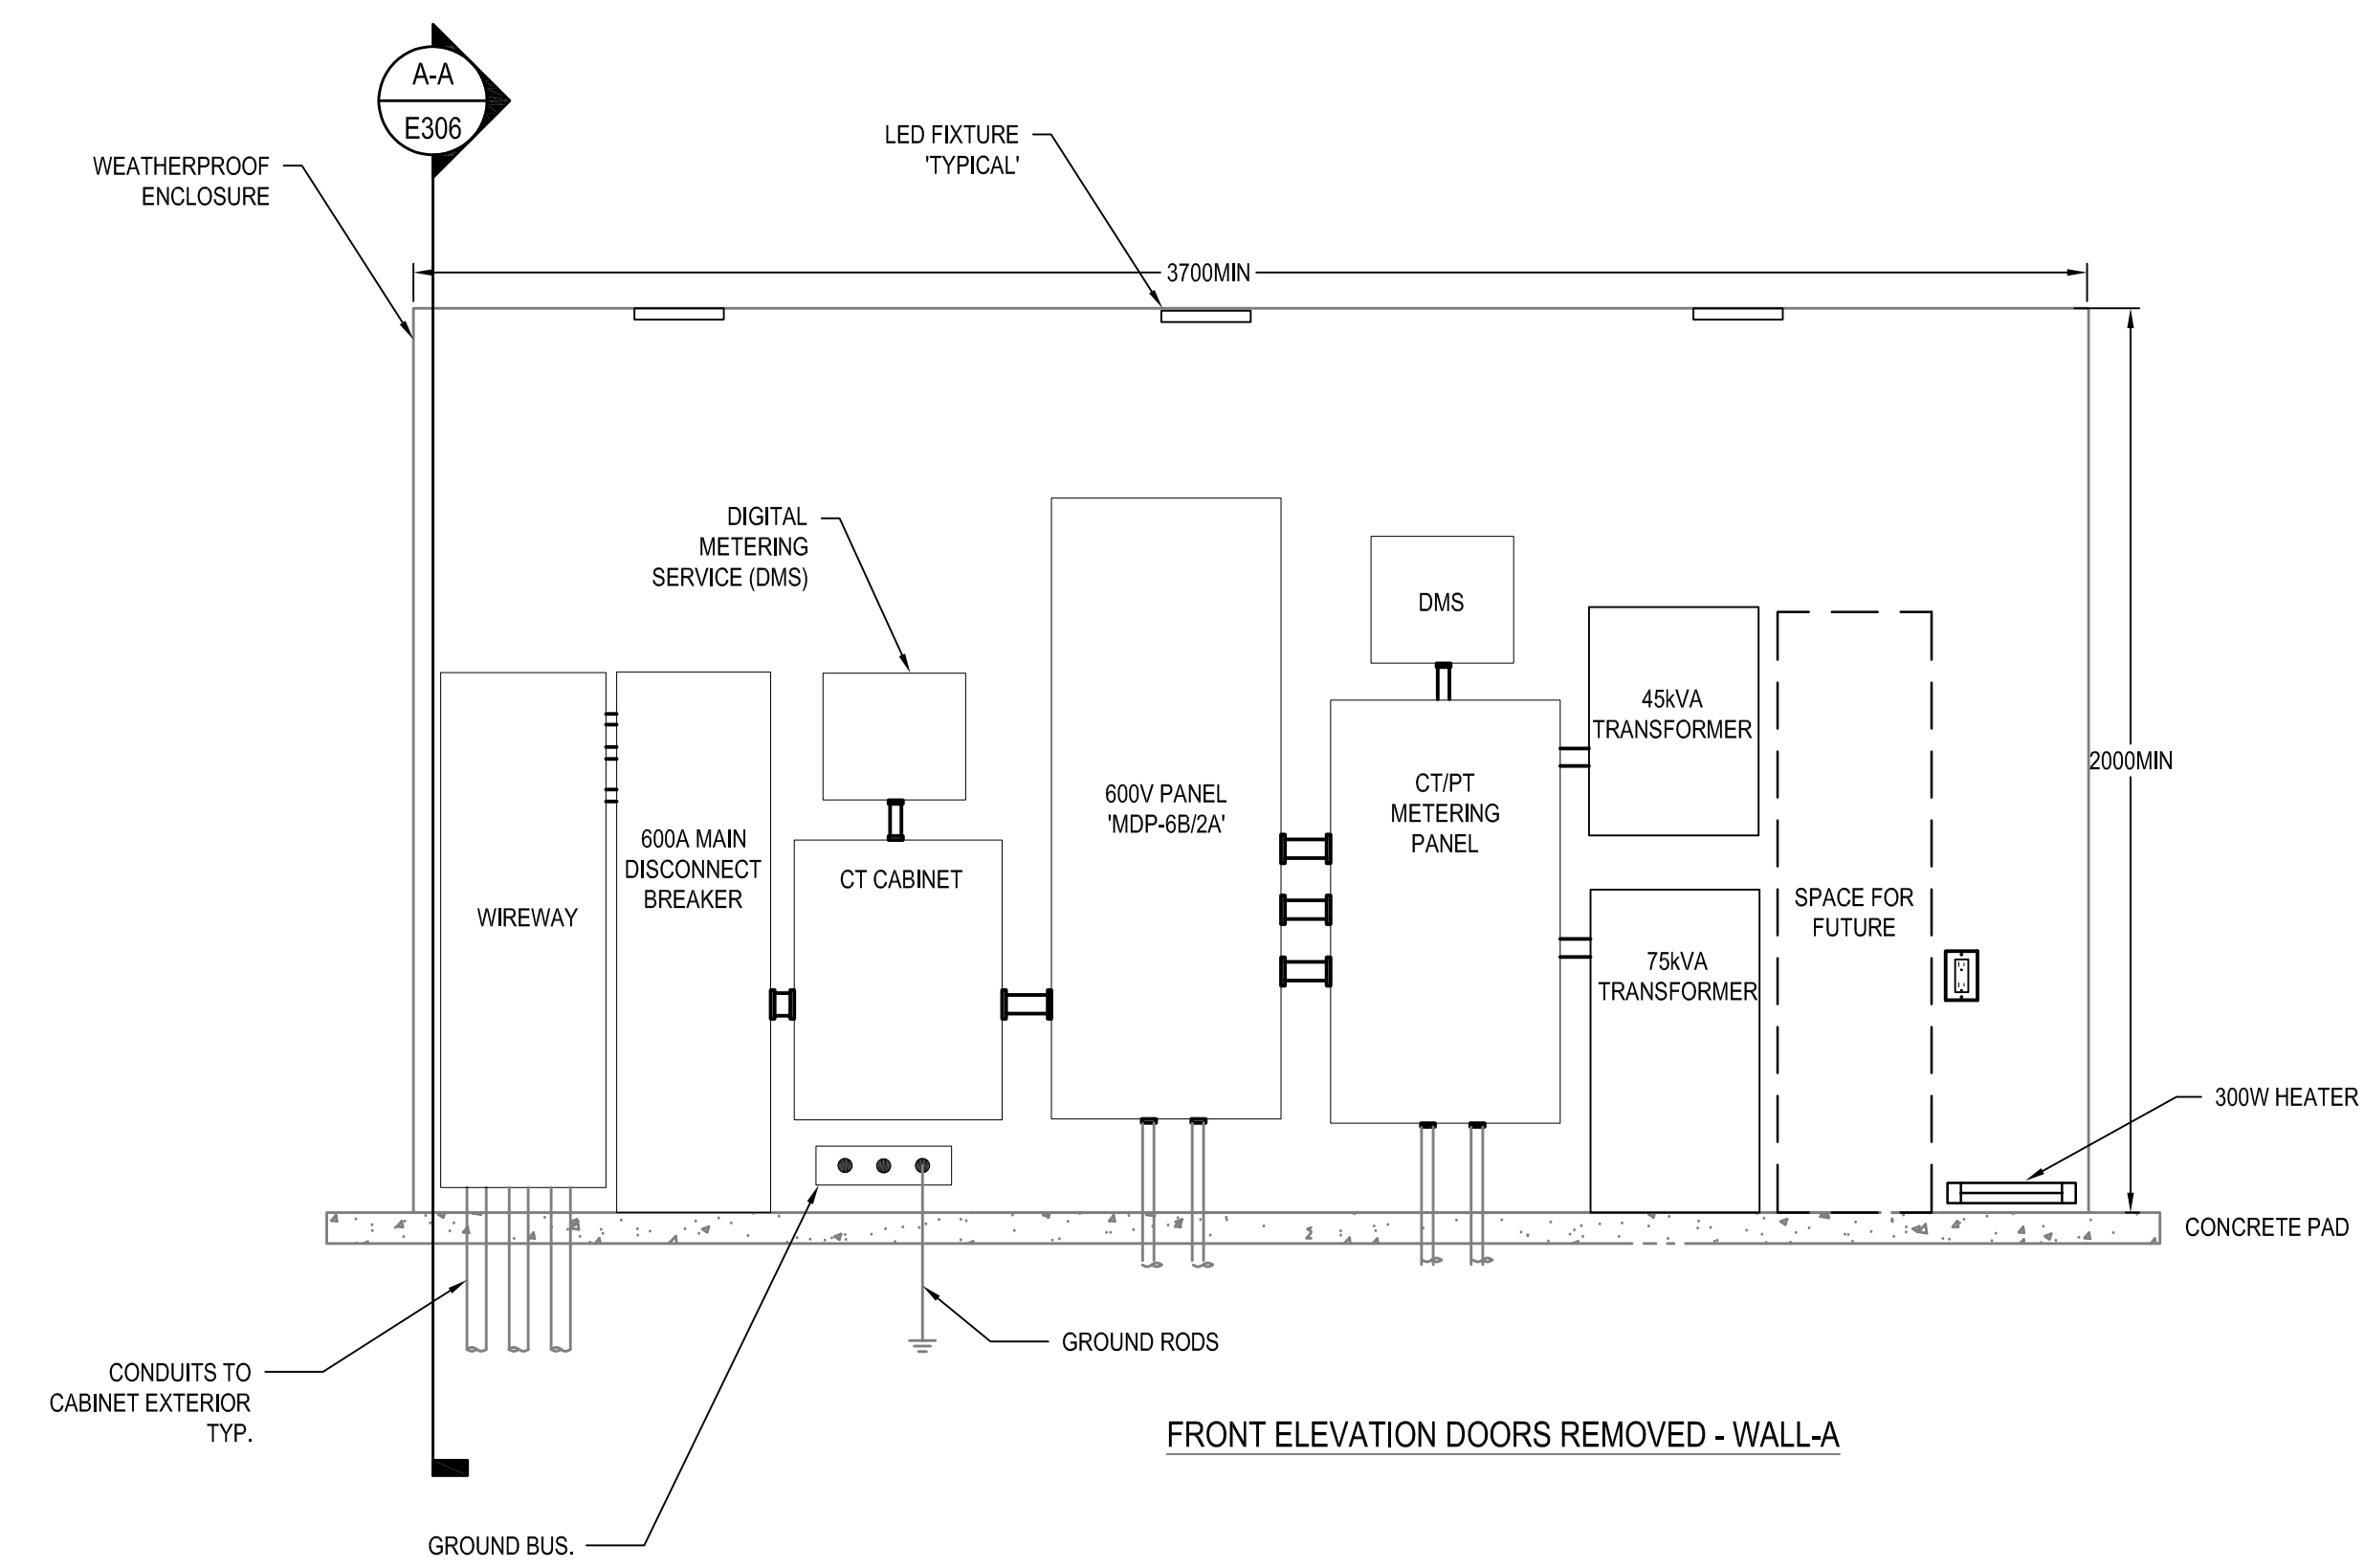 A-A
E306
WEATHERPROOF
ENCLOSURE
LED FIXTURE
'TYPICAL'
3700MIN
DIGITAL
METERING
SERVICE (DMS)
DMS
45kVA
TRANSFORMER
2000MIN
600V PANEL
'MDP-6B/2A'
CT/PT
METERING
PANEL
600A MAIN
DISCONNECT
BREAKER
CT CABINET
WIREWAY
SPACE FOR
FUTURE
75kVA
TRANSFORMER
300W HEATER
CONCRETE PAD
GROUND RODS
CONDUITS TO
CABINET EXTERIOR
TYP.
FRONT ELEVATION DOORS REMOVED - WALL-A
GROUND BUS.